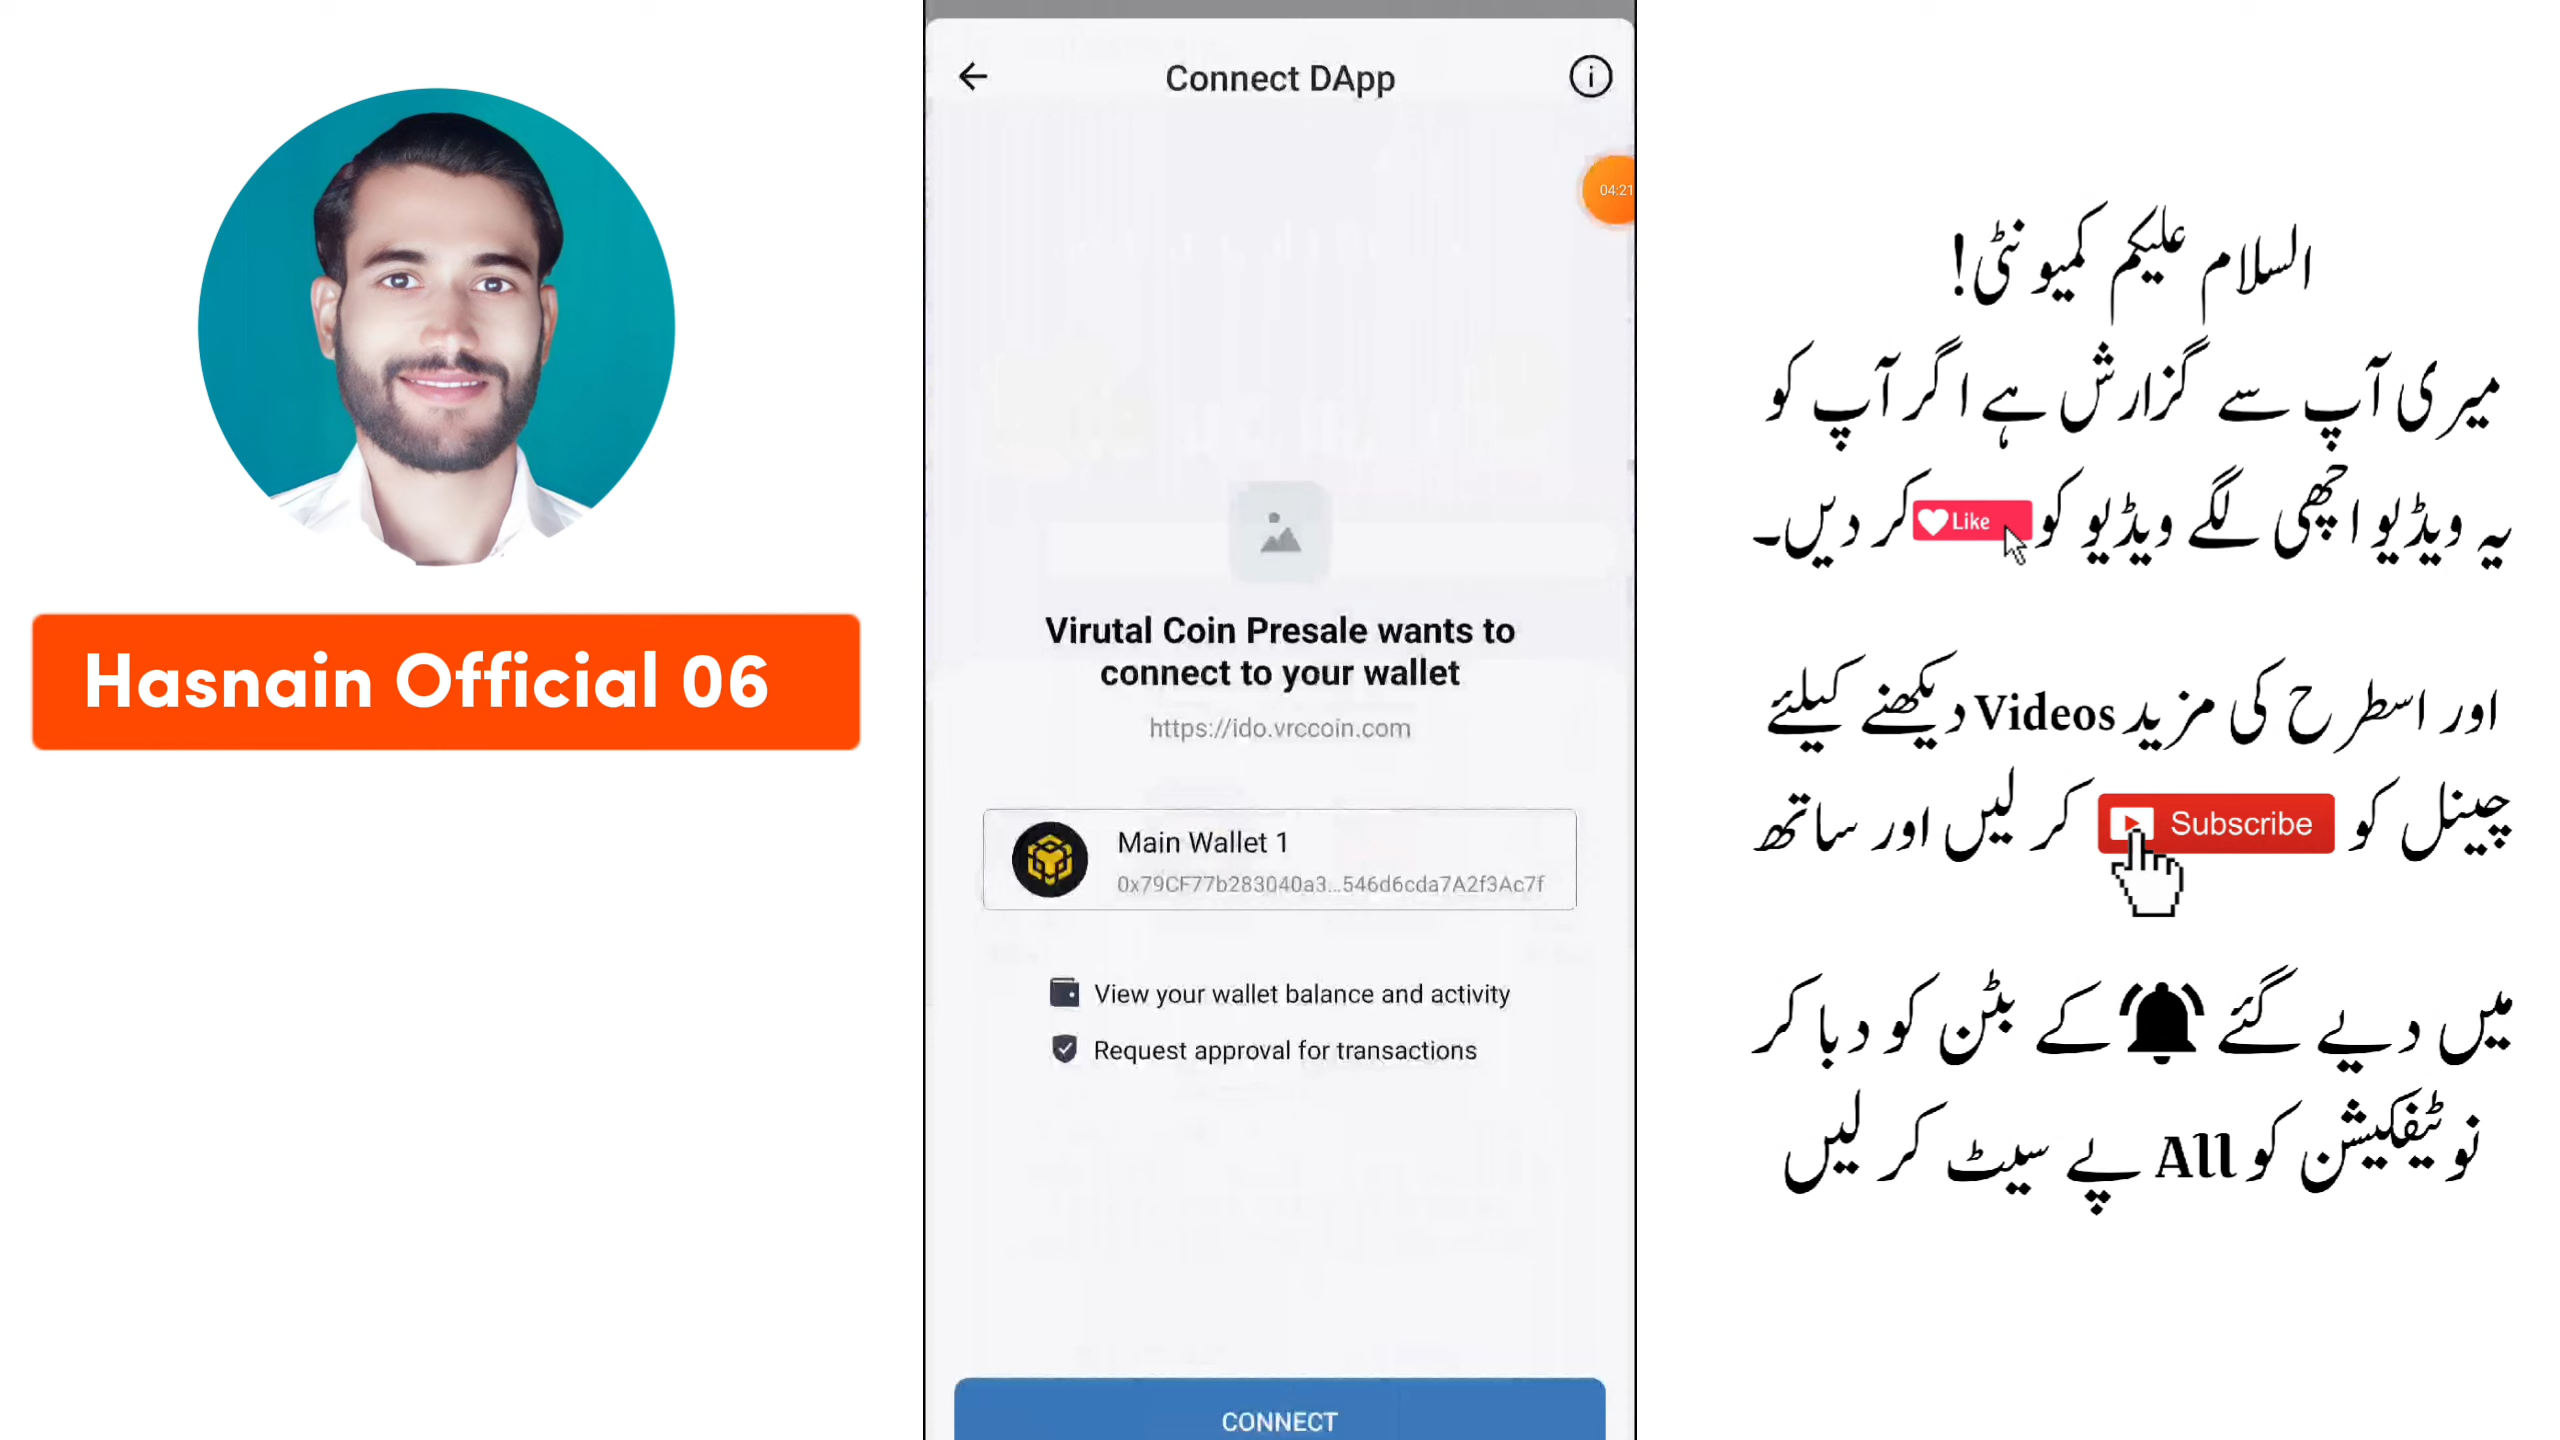 Hasnain Official 06
Connect DApp
04:21
Virutal Coin Presale wants to
connect to your wallet
https://ido.vrccoin.com
Main Wallet 1
0x79CF77b283040a3...546d6cda7A2f3Ac7f
View your wallet balance and activity
Request approval for transactions
CONNECT
السلام علیکم کمیونٹی!
میری آپ سے گزارش ہے اگر آپ کو
یہ ویڈیو اچھی لگے ویڈیو کو Like کر دیں۔
اور اسطرح کی مزید Videos دیکھنے کیلئے
چینل کو Subscribe کر لیں اور ساتھ
میں دیے گئے کے بٹن کو دبا کر
نوٹیفکیشن کو All پے سیٹ کر لیں